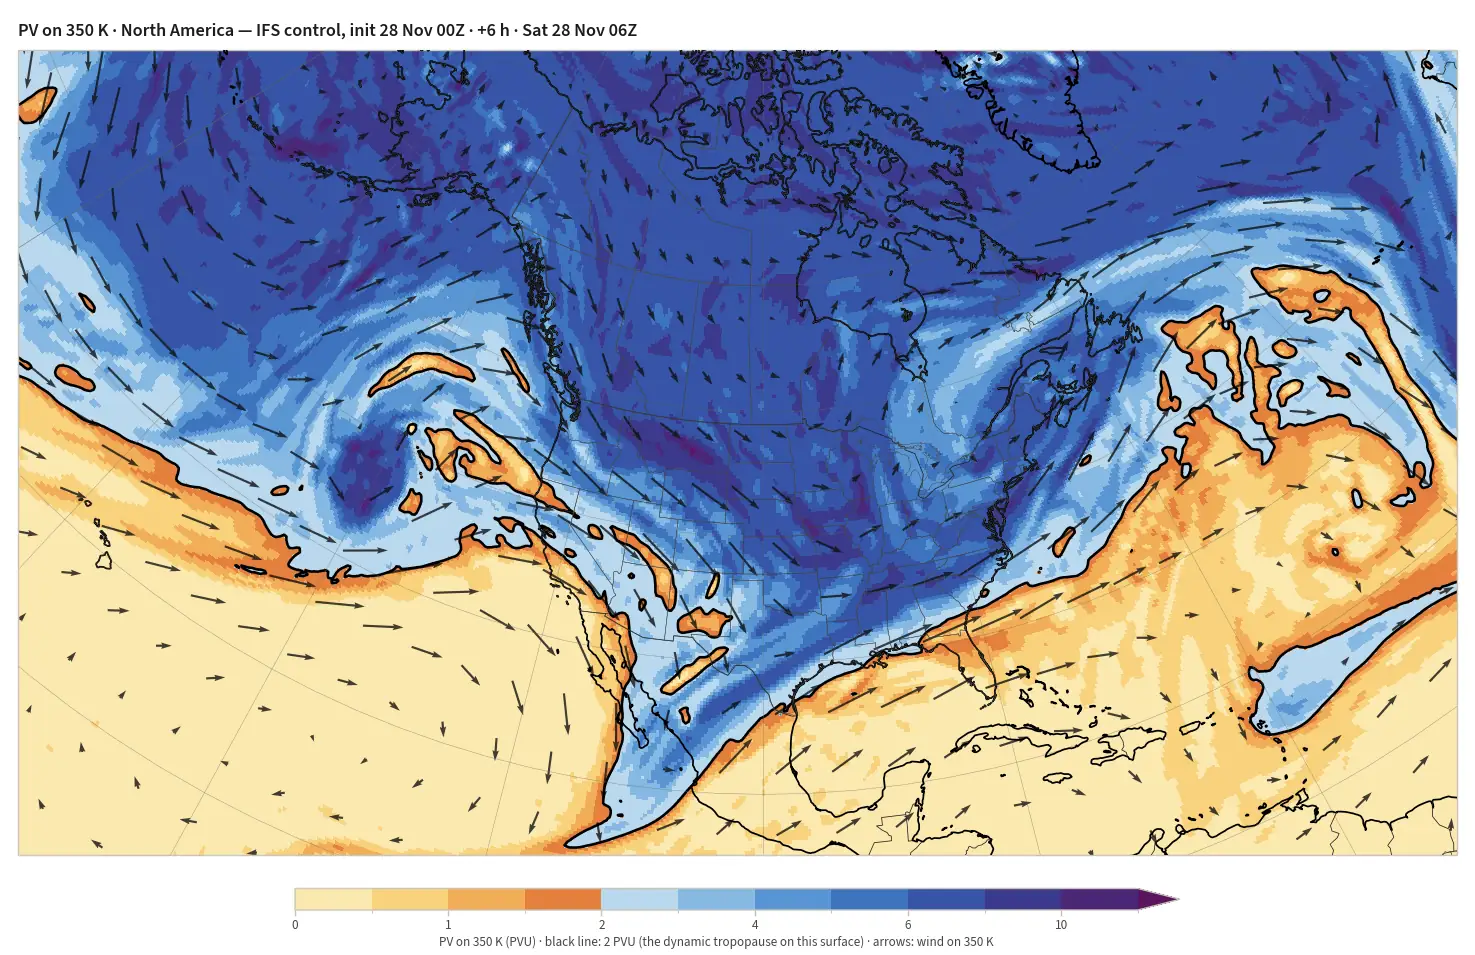 PV on 350 K · North America — IFS control, init 28 Nov 00Z · +6 h · Sat 28 Nov 06Z
0 1 2 4 6 10
PV on 350 K (PVU) · black line: 2 PVU (the dynamic tropopause on this surface) · arrows: wind on 350 K